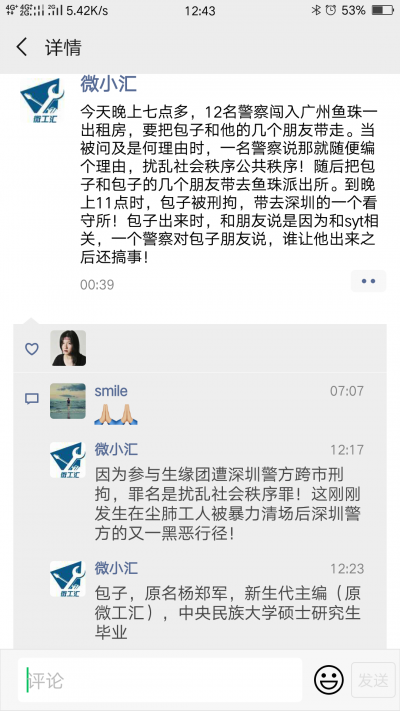 5.42K/s 12:43 53%
详情
微小汇
今天晚上七点多，12名警察闯入广州鱼珠一
出租房，要把包子和他的几个朋友带走。当
被问及是何理由时，一名警察说那就随便编
个理由，扰乱社会秩序公共秩序！随后把包
子和包子的几个朋友带去鱼珠派出所。到晚
上11点时，包子被刑拘，带去深圳的一个看
守所！包子出来时，和朋友说是因为和syt相
关，一个警察对包子朋友说，谁让他出来之
后还搞事！
00:39
smile 07:07
微小汇 12:17
因为参与生缘团遭深圳警方跨市刑
拘，罪名是扰乱社会秩序罪！这刚刚
发生在尘肺工人被暴力清场后深圳警
方的又一黑恶行径！
微小汇 12:23
包子，原名杨郑军，新生代主编（原
微工汇），中央民族大学硕士研究生
毕业
评论 发送
微工汇
微工汇
微工汇